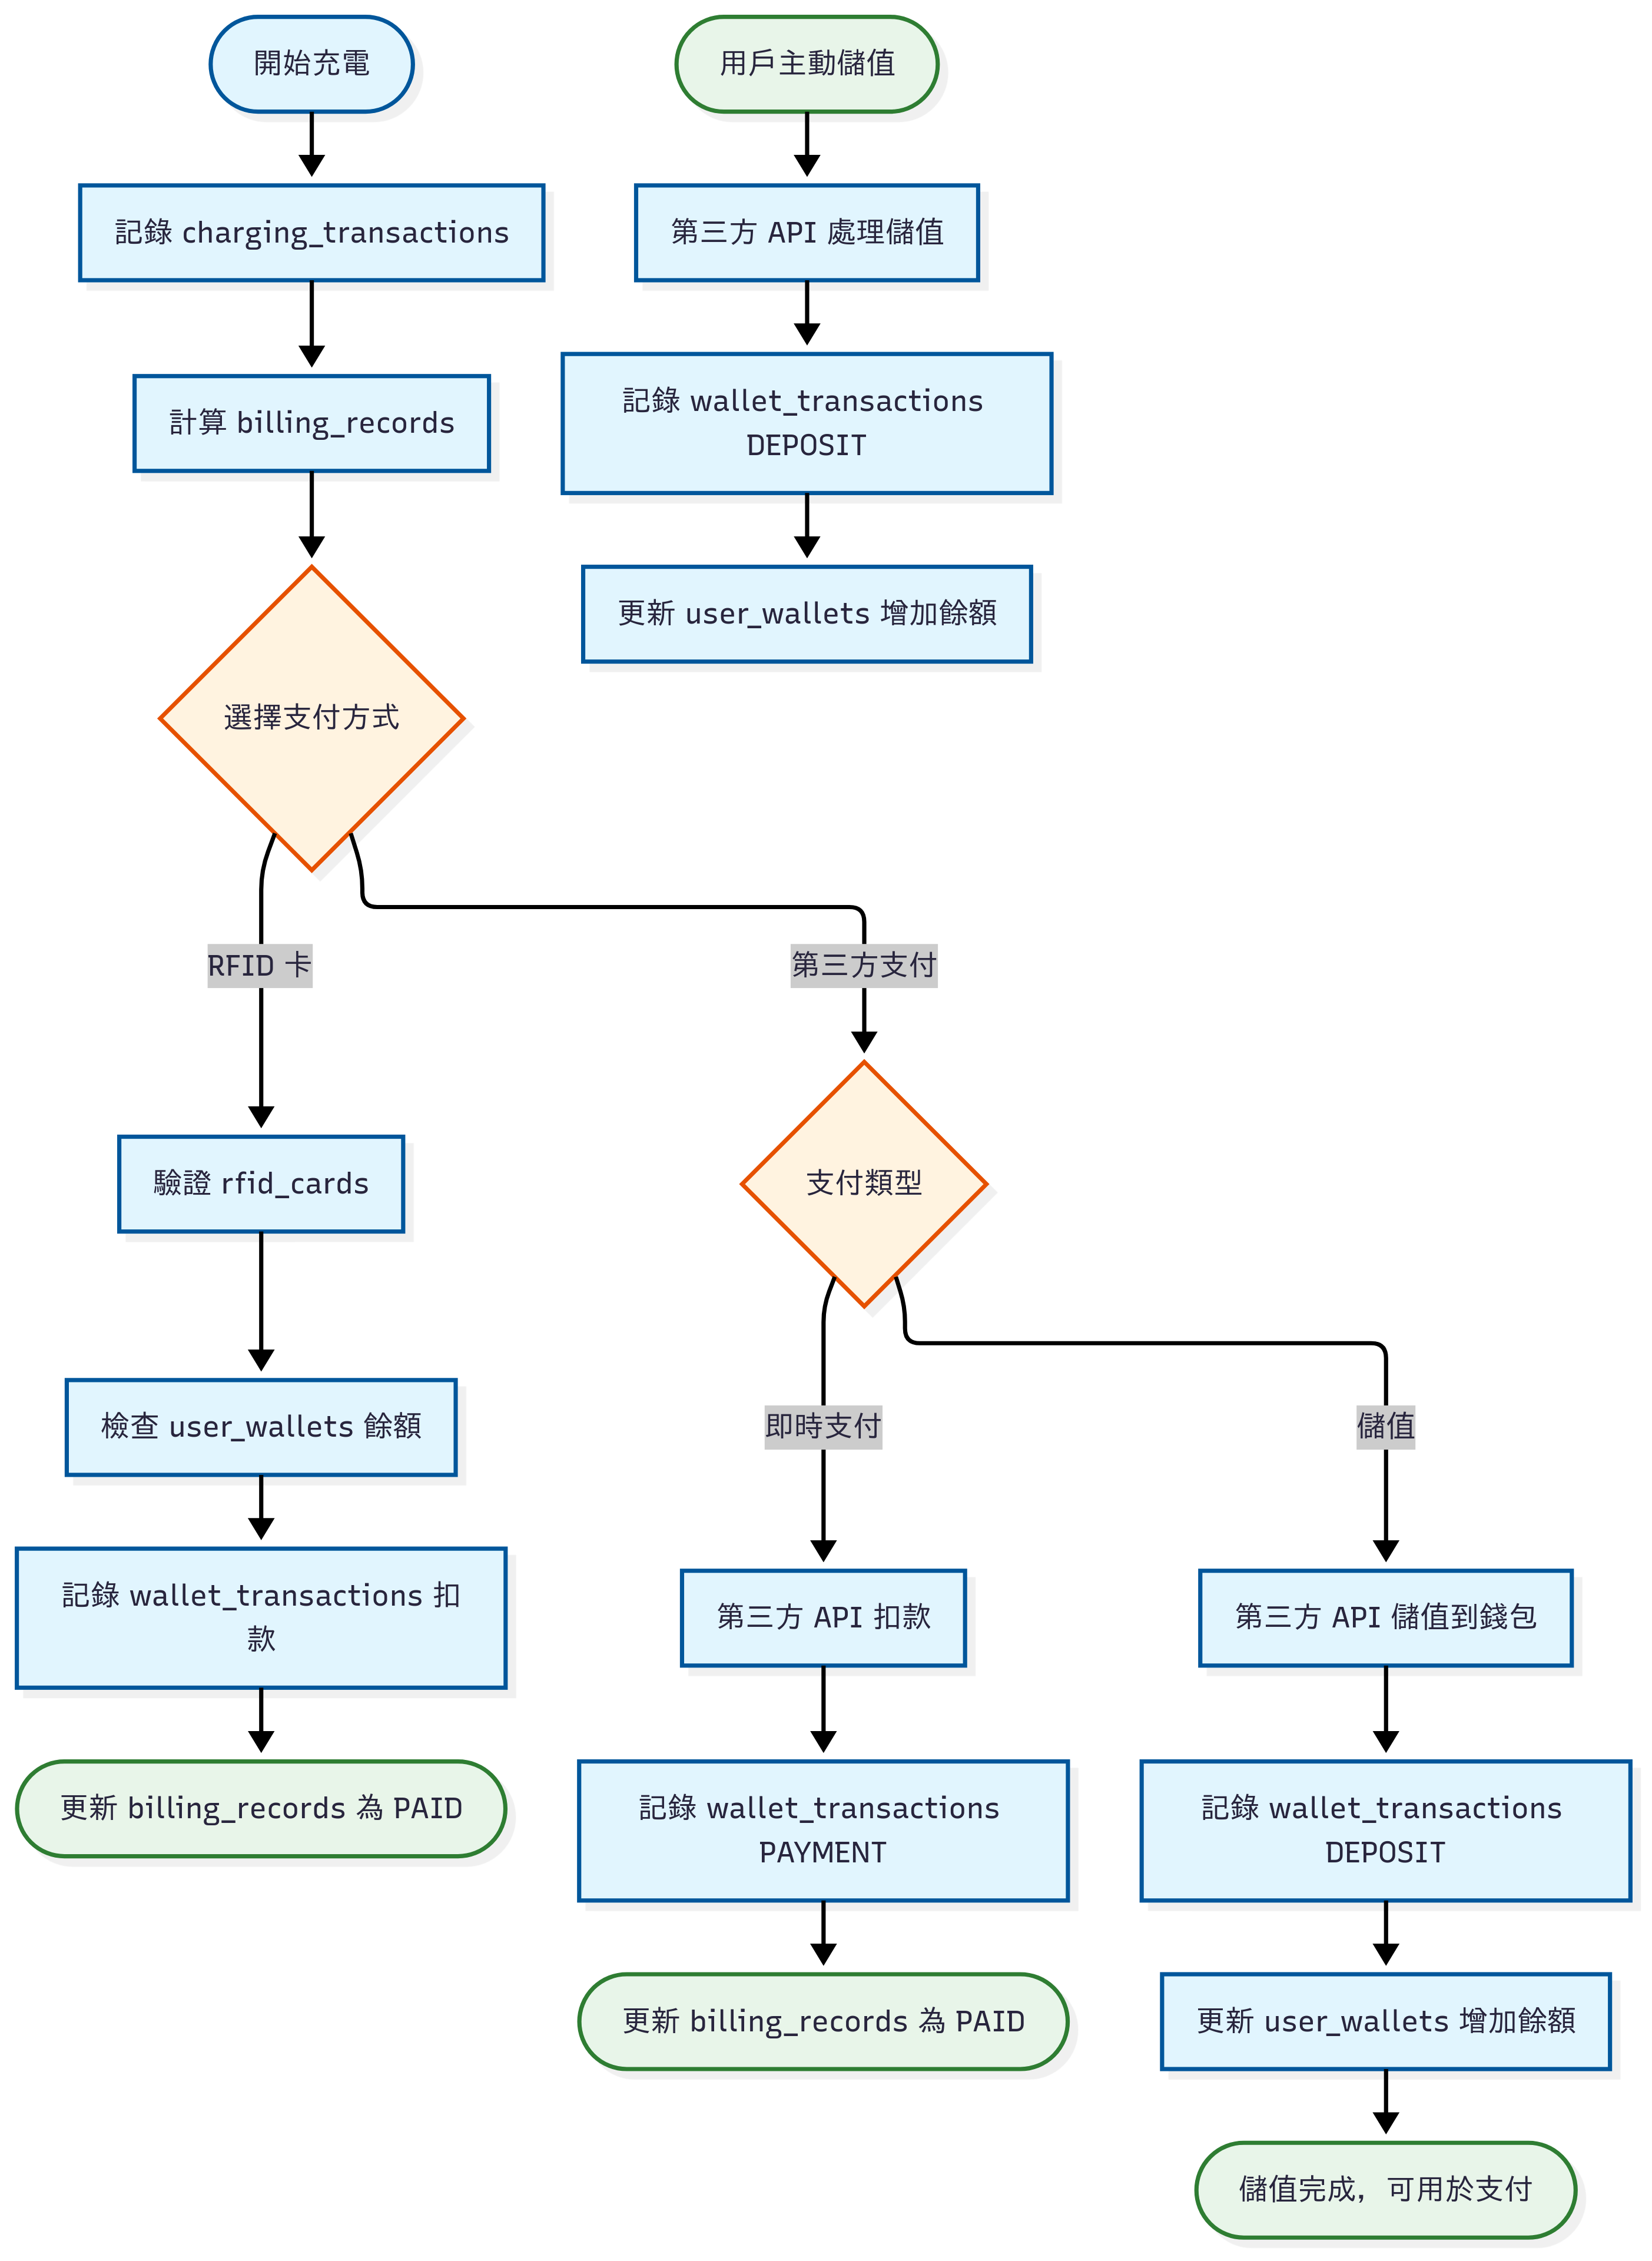 開始充電
用戶主動儲值
記錄 charging_transactions
第三方 API 處理儲值
計算 billing_records
記錄 wallet_transactions
DEPOSIT
更新 user_wallets 增加餘額
選擇支付方式
RFID 卡
第三方支付
驗證 rfid_cards
支付類型
檢查 user_wallets 餘額
即時支付
儲值
記錄 wallet_transactions 扣
款
第三方 API 扣款
第三方 API 儲值到錢包
更新 billing_records 為 PAID
記錄 wallet_transactions
PAYMENT
記錄 wallet_transactions
DEPOSIT
更新 billing_records 為 PAID
更新 user_wallets 增加餘額
儲值完成，可用於支付